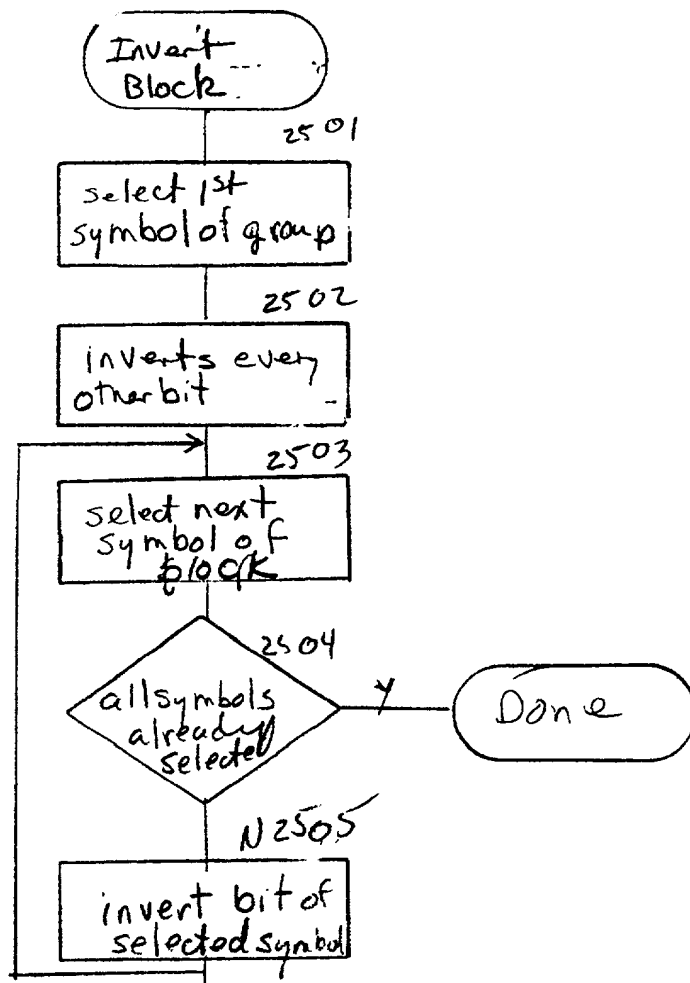 Invert
Block
2501
select 1st
symbol of group
2502
inverts every
other bit
2503
select next
symbol of
block
2504
all symbols
already
selected
Y
Done
N 2505
invert bit of
selected symbol